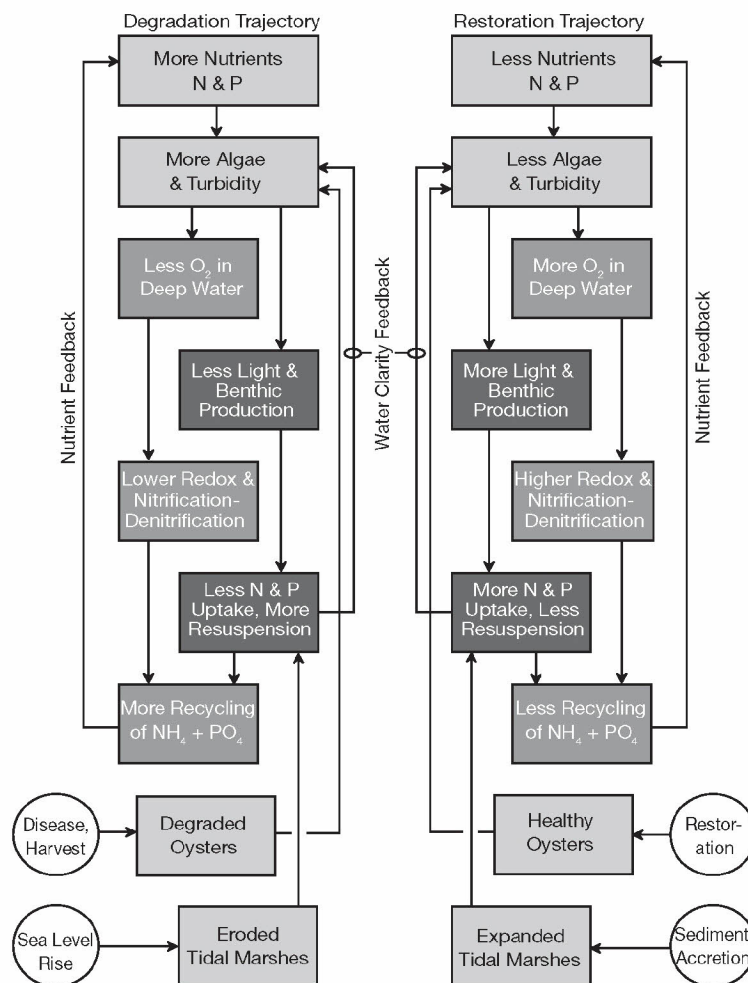 Degradation Trajectory
Restoration Trajectory
More Nutrients
N & P
Less Nutrients
N & P
More Algae
& Turbidity
Less Algae
& Turbidity
Less O₂ in
Deep Water
More O₂ in
Deep Water
Nutrient Feedback
Water Clarity Feedback
Nutrient Feedback
Less Light &
Benthic
Production
More Light &
Benthic
Production
Lower Redox &
Nitrification-
Denitrification
Higher Redox &
Nitrification-
Denitrification
Less N & P
Uptake, More
Resuspension
More N & P
Uptake, Less
Resuspension
More Recycling
of NH₄ + PO₄
Less Recycling
of NH₄ + PO₄
Disease,
Harvest
Degraded
Oysters
Healthy
Oysters
Restor-
ation
Sea Level
Rise
Eroded
Tidal Marshes
Expanded
Tidal Marshes
Sediment
Accretion